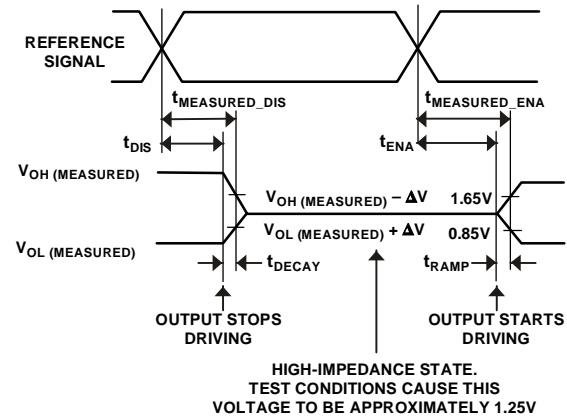 REFERENCE
SIGNAL
tMEASURED_DIS
tMEASURED_ENA
tDIS
tENA
VOH (MEASURED)
VOH (MEASURED) − ΔV
1.65V
VOL (MEASURED) + ΔV
0.85V
VOL (MEASURED)
tDECAY
tRAMP
OUTPUT STOPS
DRIVING
OUTPUT STARTS
DRIVING
HIGH-IMPEDANCE STATE.
TEST CONDITIONS CAUSE THIS
VOLTAGE TO BE APPROXIMATELY 1.25V